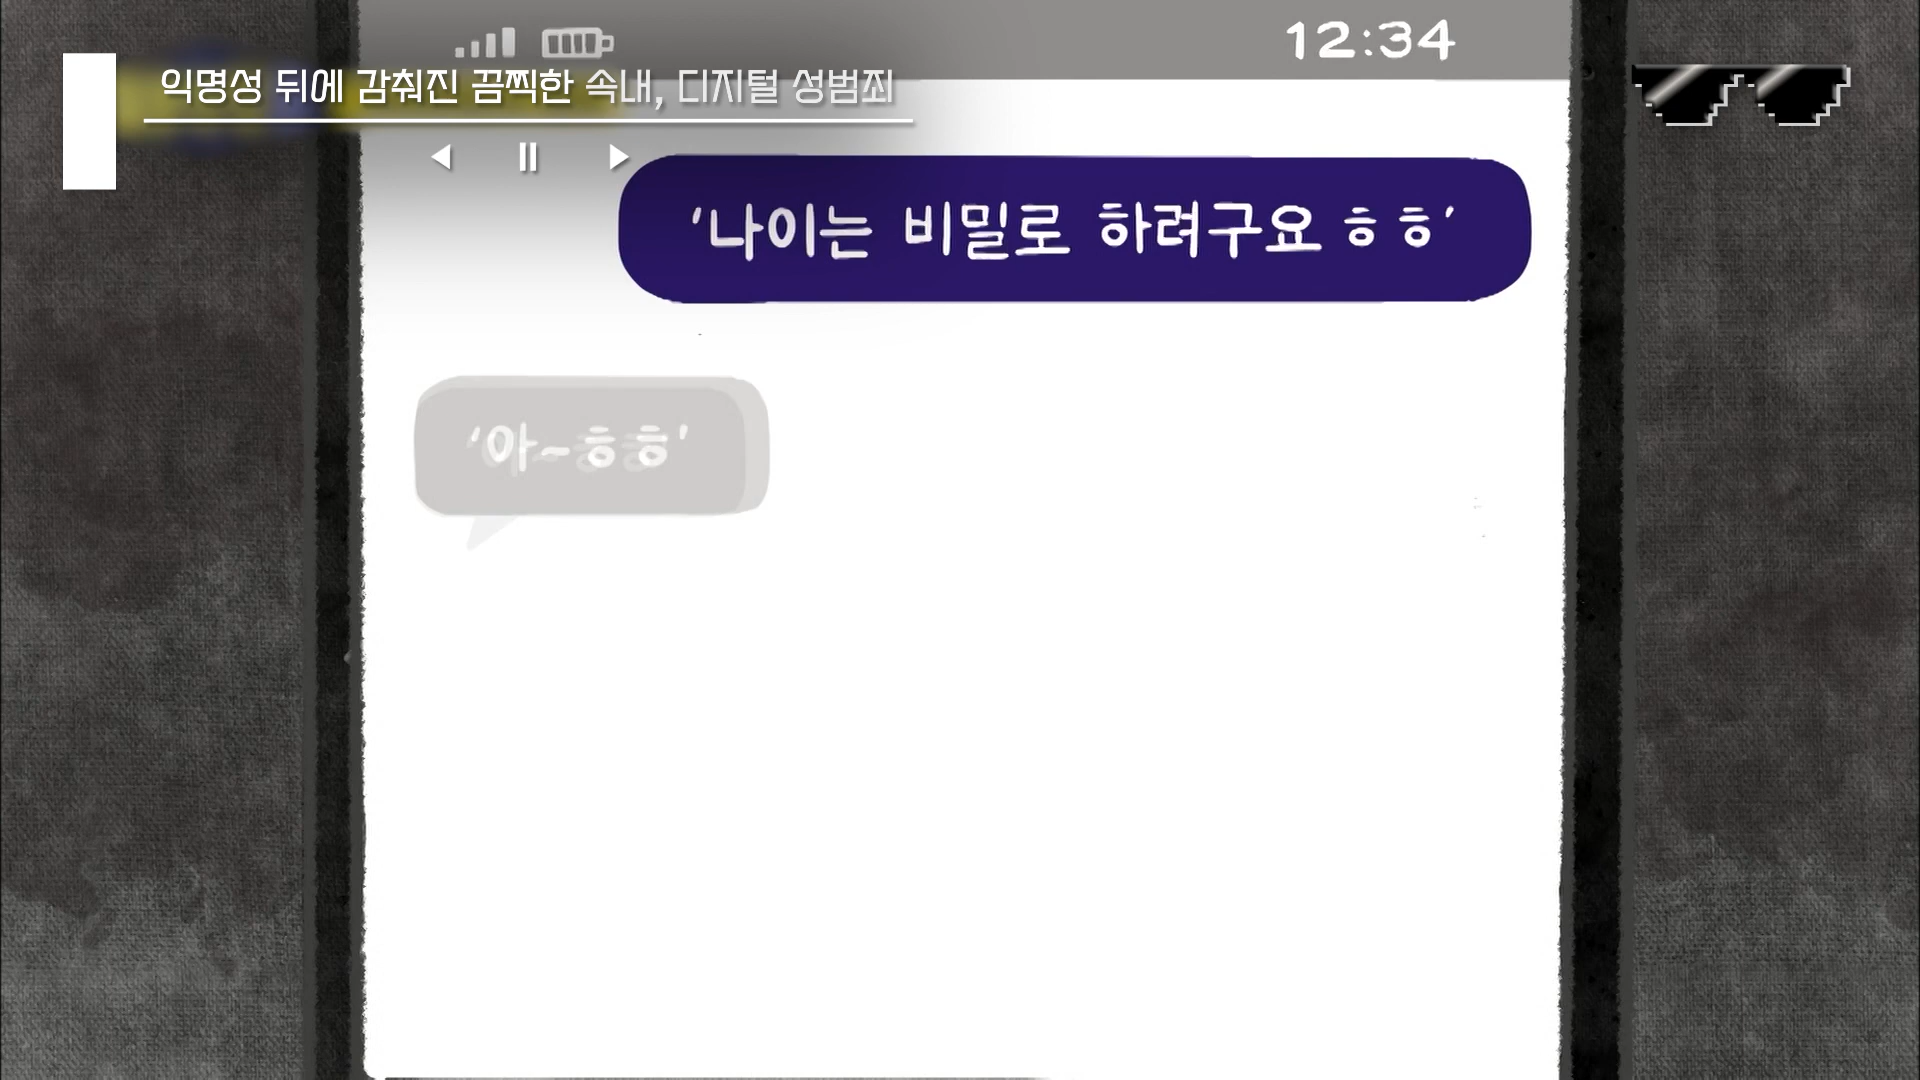 12:34
익명성 뒤에 감춰진 끔찍한 속내, 디지털 성범죄
‘나이는 비밀로 하려구요 ㅎㅎ’
‘아~ㅎㅎ’